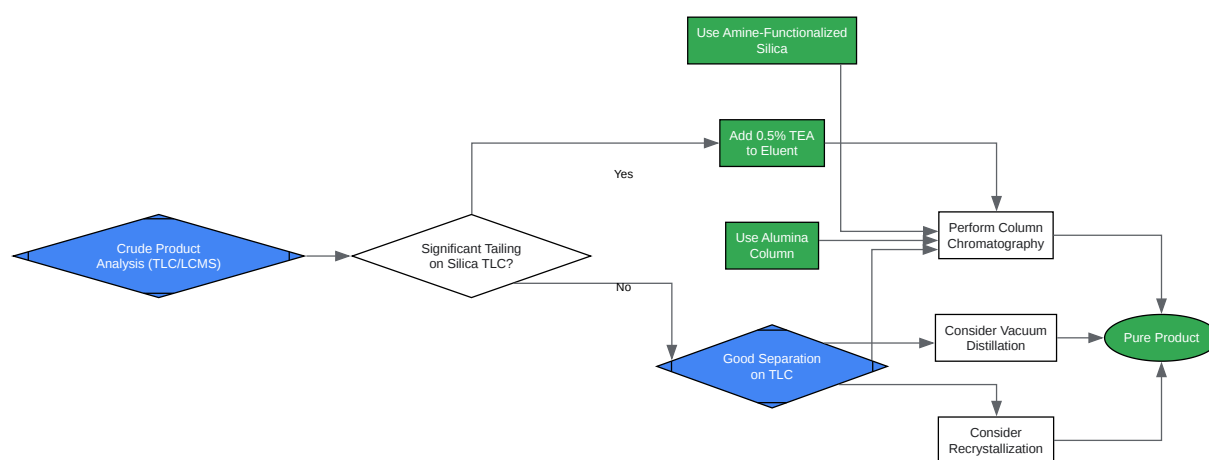 Use Amine-Functionalized
Silica
Add 0.5% TEA
to Eluent
Yes
Crude Product
Analysis (TLC/LCMS)
Significant Tailing
on Silica TLC?
Use Alumina
Column
Perform Column
Chromatography
No
Good Separation
on TLC
Consider Vacuum
Distillation
Pure Product
Consider
Recrystallization